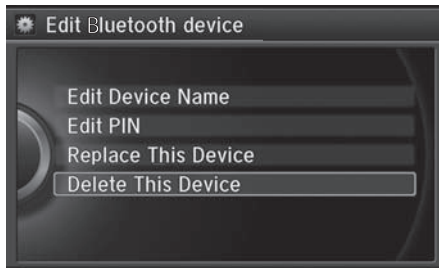 Edit Bluetooth device
Edit Device Name
Edit PIN
Replace This Device
Delete This Device